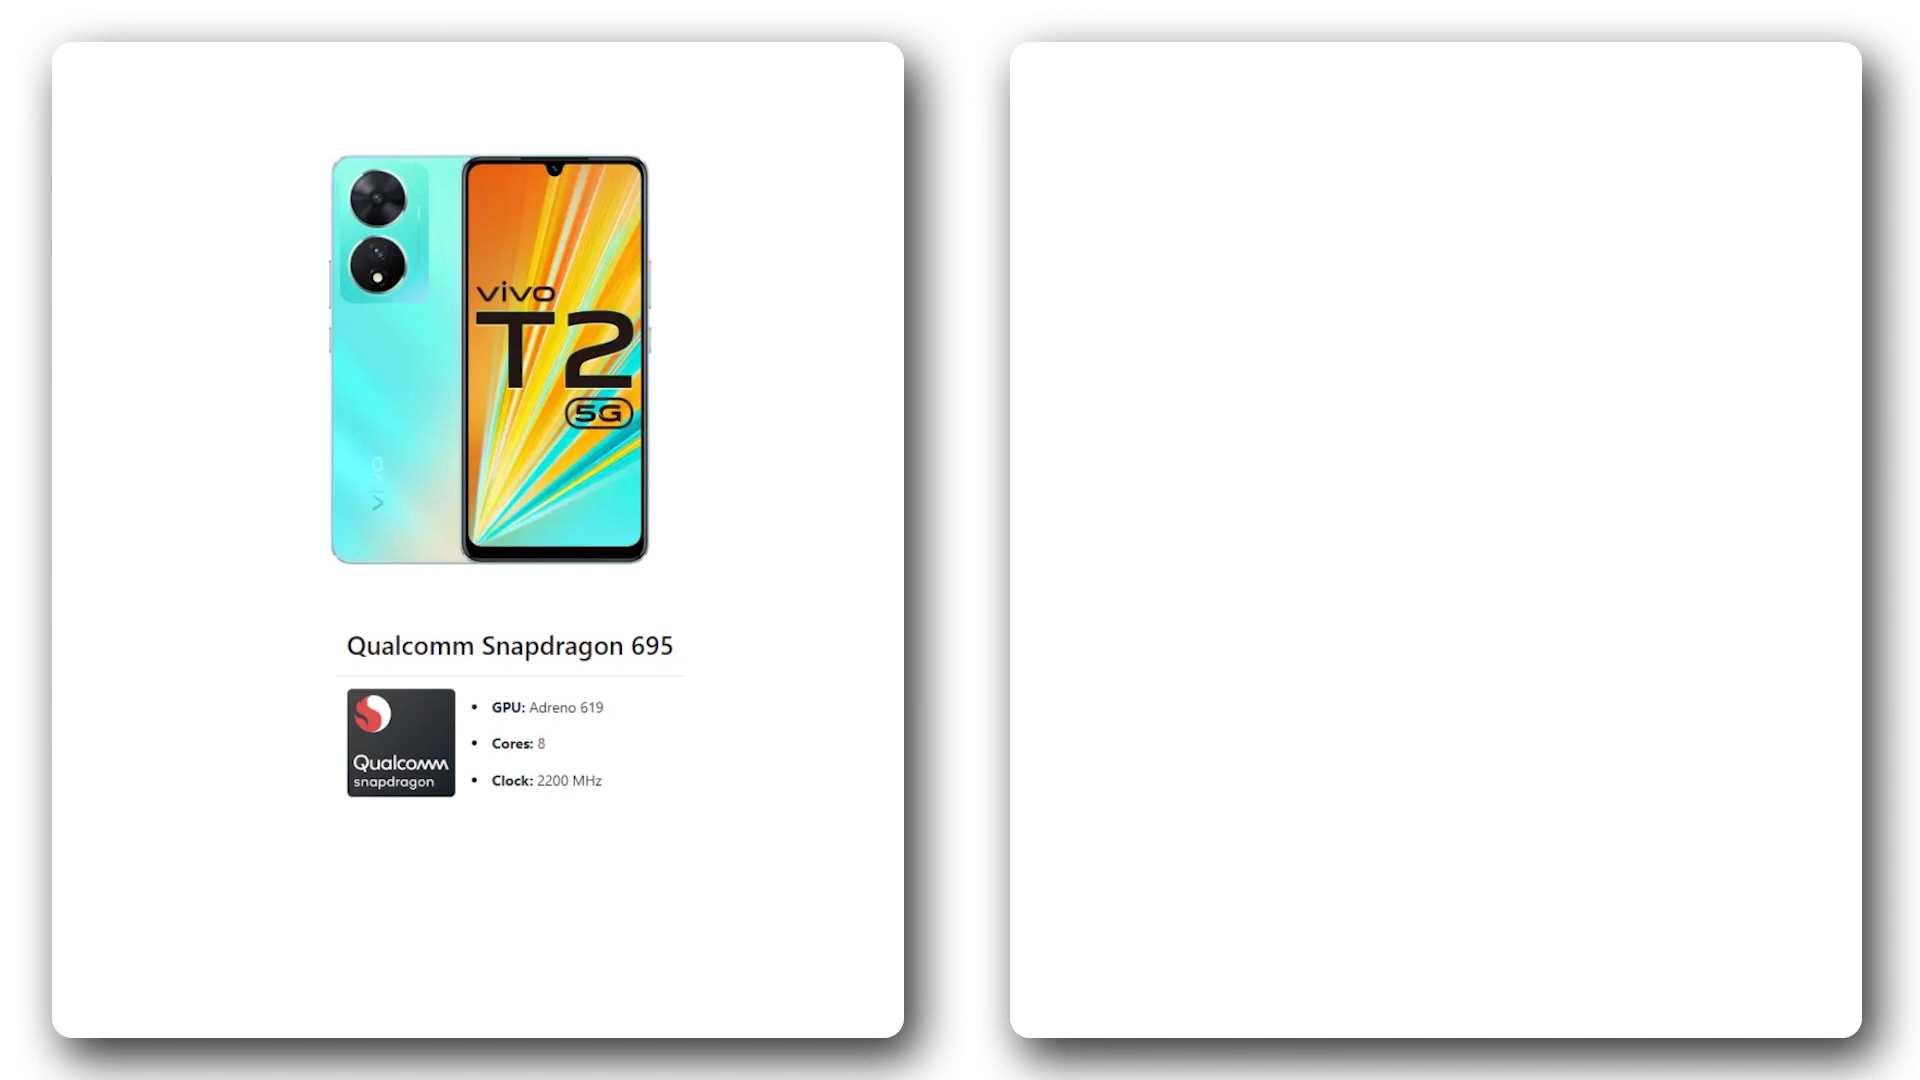 vivo
T2
5G
vivo
Qualcomm Snapdragon 695
Qualcomm
snapdragon
• GPU: Adreno 619
• Cores: 8
• Clock: 2200 MHz